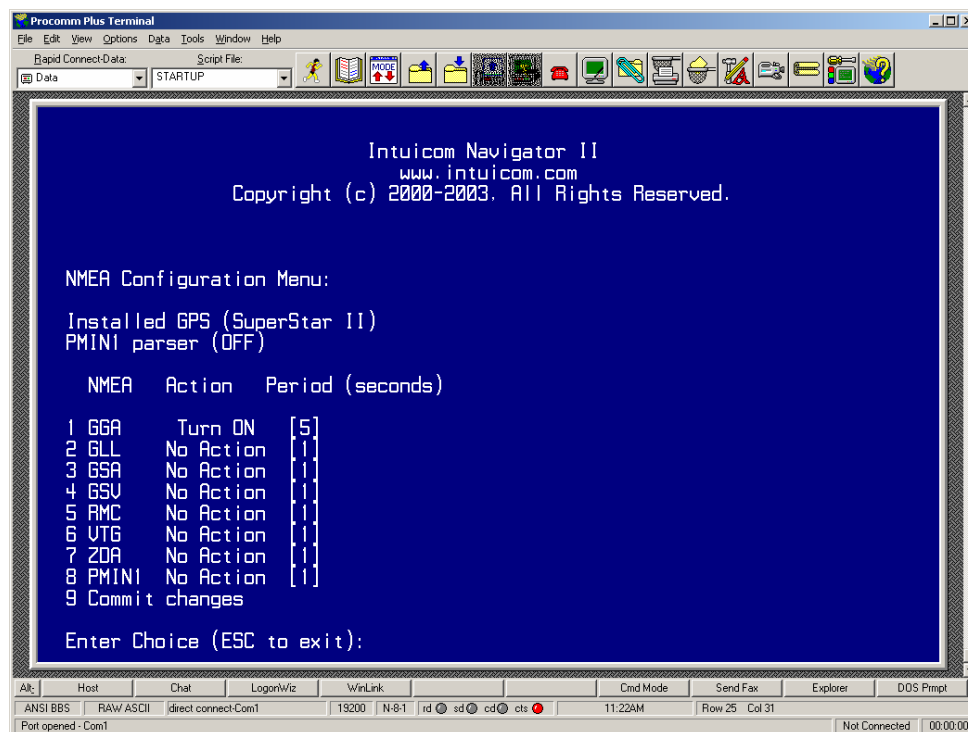 Procomm Plus Terminal
File Edit View Options Data Tools Window Help
Rapid Connect-Data: Script File:
Data STARTUP
MODE
Intuicom Navigator II
www.intuicom.com
Copyright (c) 2000-2003, All Rights Reserved.
NMEA Configuration Menu:
Installed GPS (SuperStar II)
PMIN1 parser (OFF)
NMEA Action Period (seconds)
1 GGA Turn ON [5]
2 GLL No Action [1]
3 GSA No Action [1]
4 GSV No Action [1]
5 RMC No Action [1]
6 VTG No Action [1]
7 ZDA No Action [1]
8 PMIN1 No Action [1]
9 Commit changes
Enter Choice (ESC to exit):
Alt- Host Chat LogonWiz WinLink Cmd Mode Send Fax Explorer DOS Prmpt
ANSI BBS RAW ASCII direct connect-Com1 19200 N-8-1 rd sd cd cts 11:22AM Row 25 Col 31
Port opened - Com1 Not Connected 00:00:00